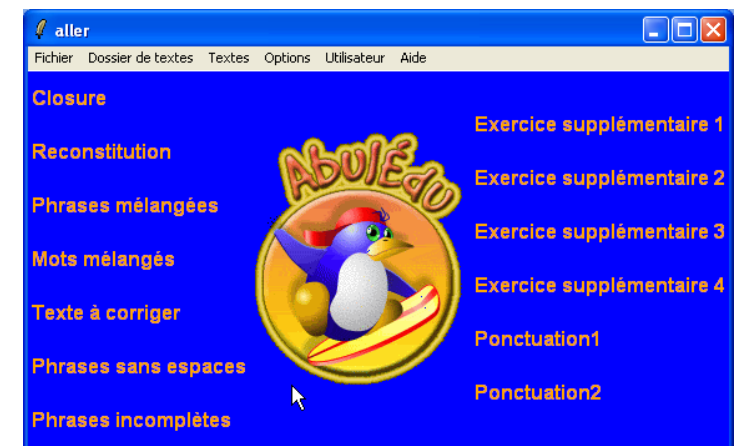 aller
Fichier Dossier de textes Textes Options Utilisateur Aide
Closure
Reconstitution
Phrases mélangées
Mots mélangés
Texte à corriger
Phrases sans espaces
Phrases incomplètes
AbulÉdu
Exercice supplémentaire 1
Exercice supplémentaire 2
Exercice supplémentaire 3
Exercice supplémentaire 4
Ponctuation1
Ponctuation2